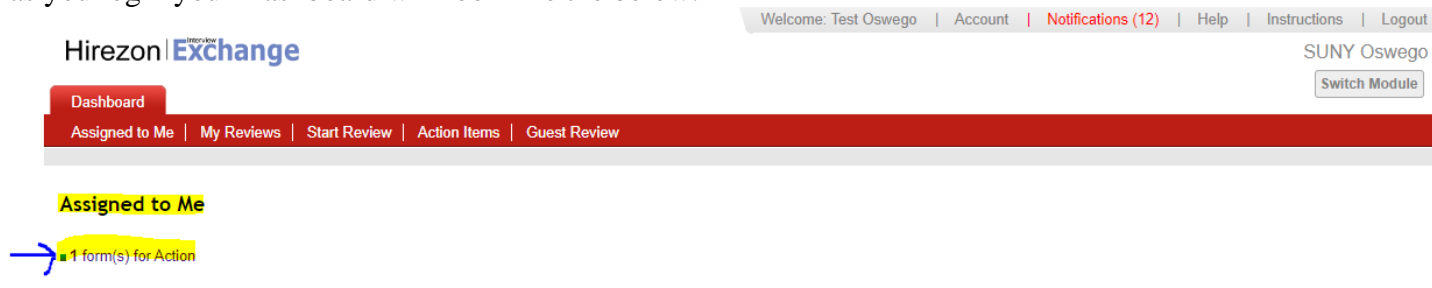 Welcome: Test Oswego | Account | Notifications (12) | Help | Instructions | Logout
Hirezon Interview Exchange
SUNY Oswego
Switch Module
Dashboard
Assigned to Me | My Reviews | Start Review | Action Items | Guest Review
Assigned to Me
1 form(s) for Action